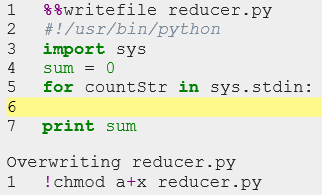 1 %%writefile reducer.py
2 #!/usr/bin/python
3 import sys
4 sum = 0
5 for countStr in sys.stdin:
6
7 print sum
Overwriting reducer.py
1 !chmod a+x reducer.py